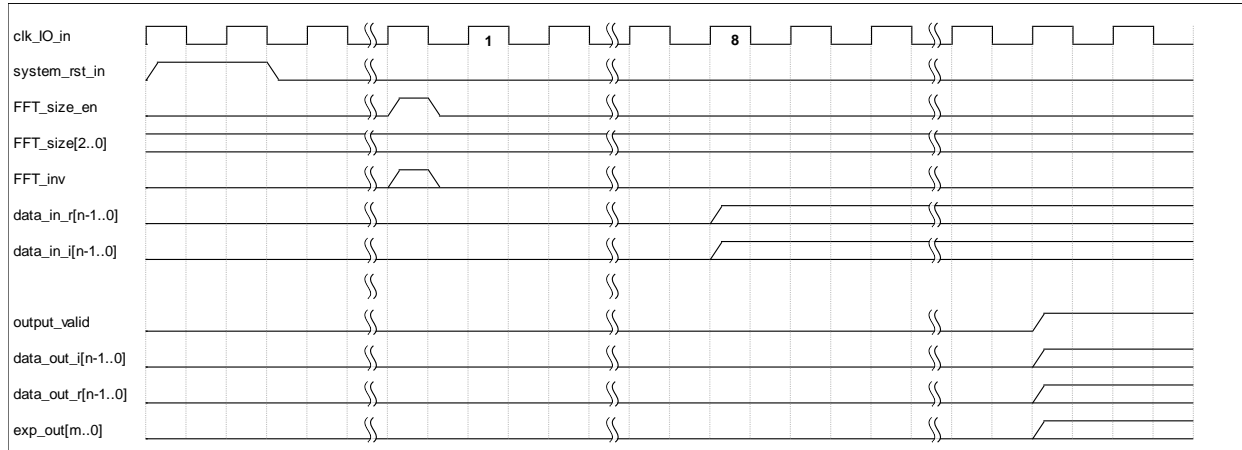 clk_IO_in
1
8
system_rst_in
FFT_size_en
FFT_size[2..0]
FFT_inv
data_in_r[n-1..0]
data_in_i[n-1..0]
output_valid
data_out_i[n-1..0]
data_out_r[n-1..0]
exp_out[m..0]